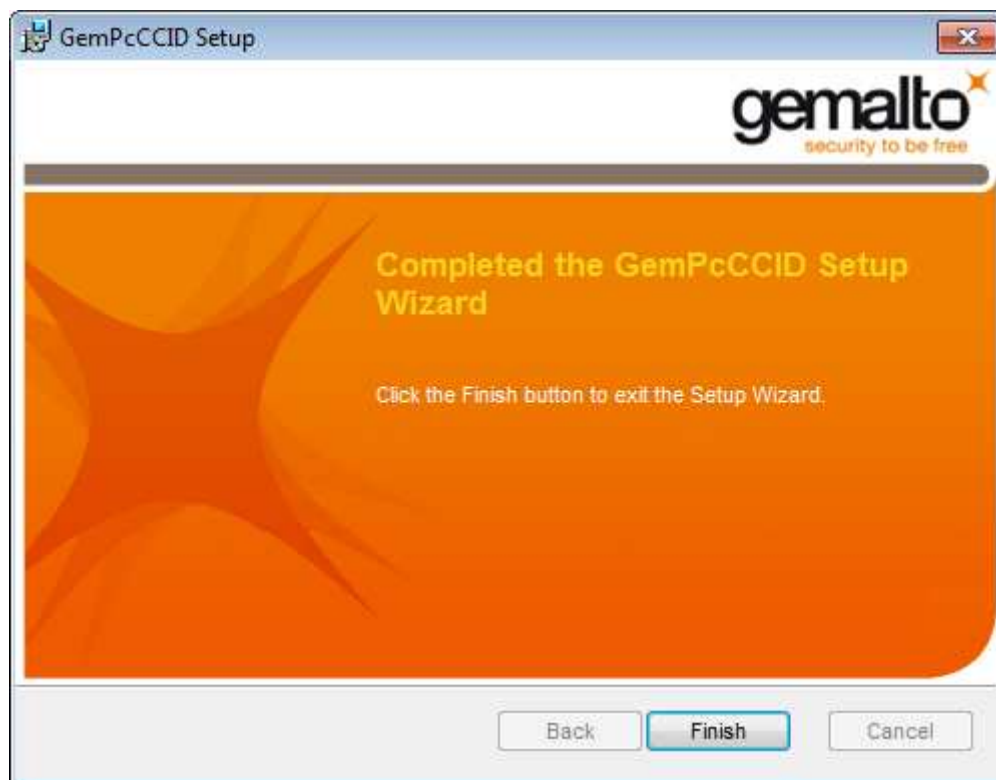 GemPcCCID Setup
gemalto
security to be free
Completed the GemPcCCID Setup
Wizard
Click the Finish button to exit the Setup Wizard.
Back Finish Cancel